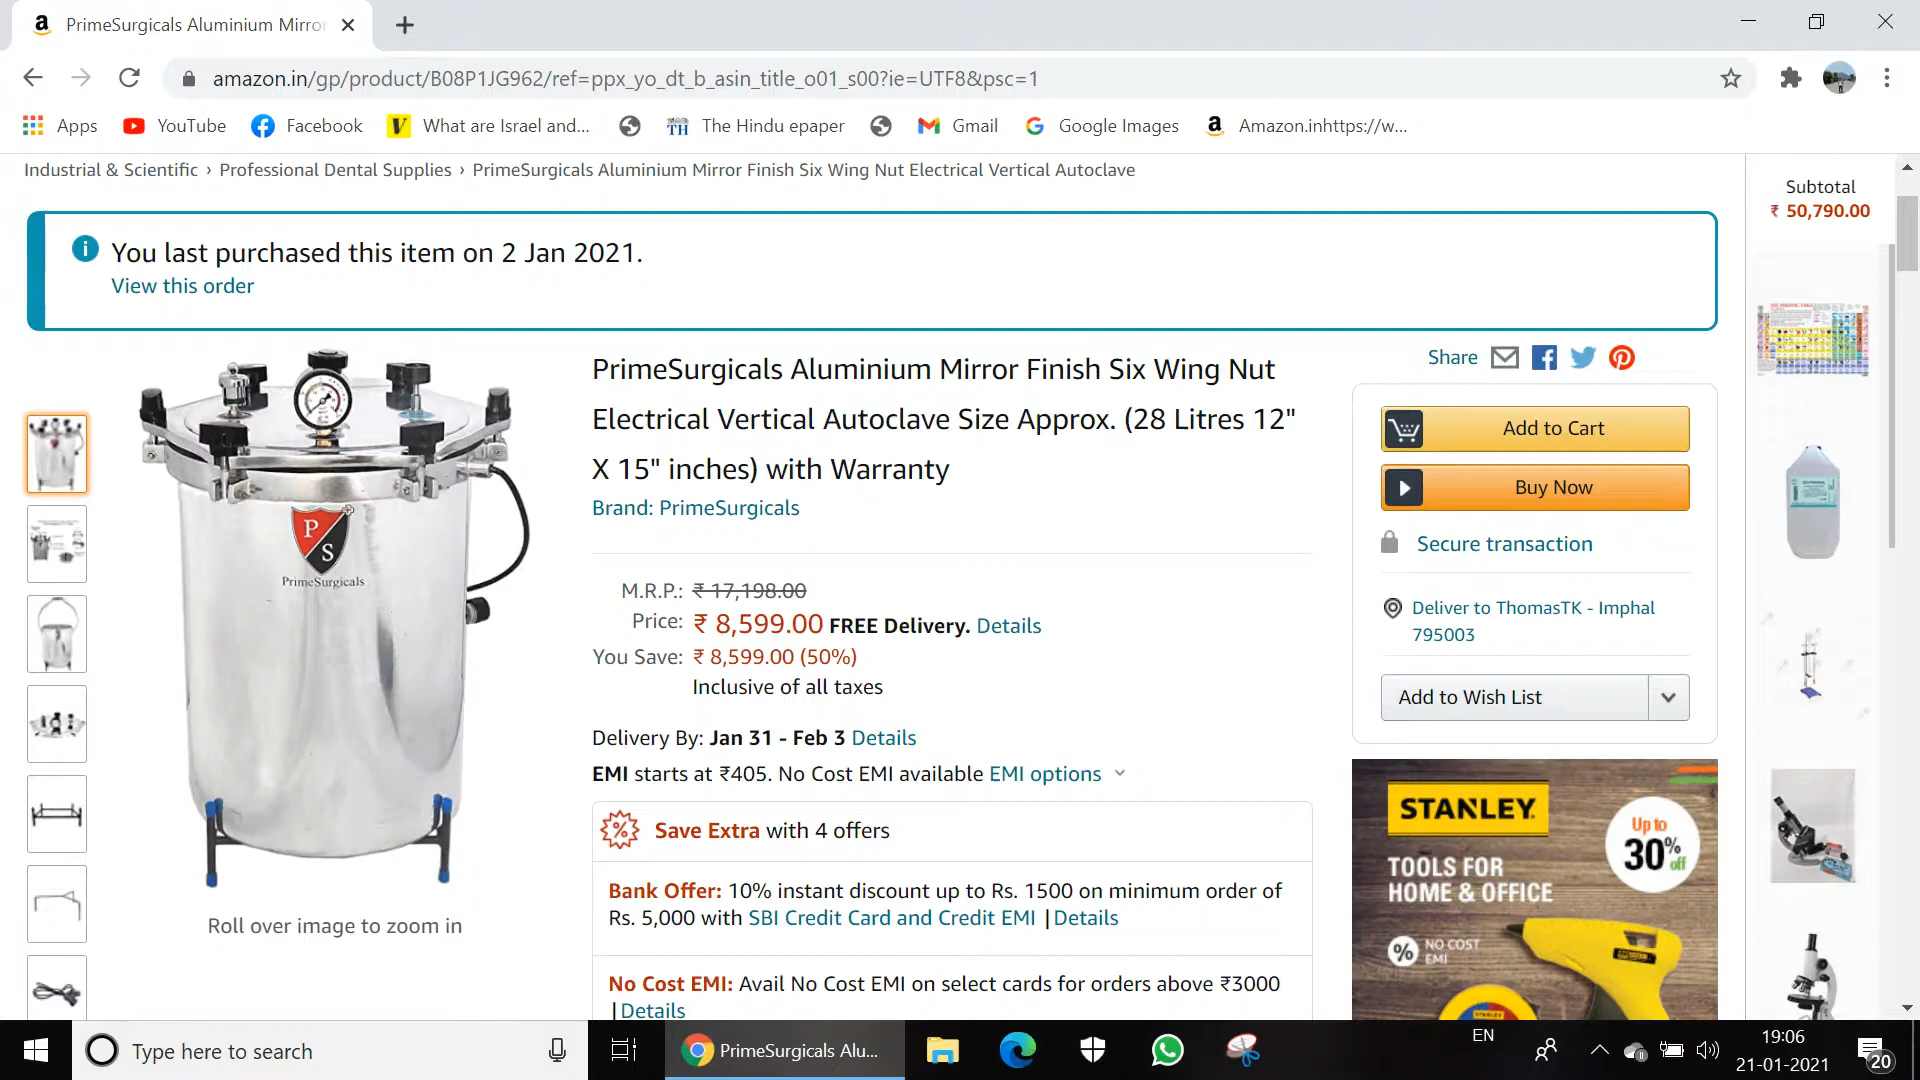 PrimeSurgicals Aluminium Mirror
amazon.in/gp/product/B08P1JG962/ref=ppx_yo_dt_b_asin_title_o01_s00?ie=UTF8&psc=1
Apps YouTube Facebook What are Israel and... The Hindu epaper Gmail Google Images Amazon.inhttps://w...
Industrial & Scientific › Professional Dental Supplies › PrimeSurgicals Aluminium Mirror Finish Six Wing Nut Electrical Vertical Autoclave
Subtotal
₹ 50,790.00
You last purchased this item on 2 Jan 2021.
View this order
PrimeSurgicals Aluminium Mirror Finish Six Wing Nut
Electrical Vertical Autoclave Size Approx. (28 Litres 12"
X 15" inches) with Warranty
Brand: PrimeSurgicals
M.R.P.: ₹ 17,198.00
Price: ₹ 8,599.00 FREE Delivery. Details
You Save: ₹ 8,599.00 (50%)
Inclusive of all taxes
Delivery By: Jan 31 - Feb 3 Details
EMI starts at ₹405. No Cost EMI available EMI options
Save Extra with 4 offers
Bank Offer: 10% instant discount up to Rs. 1500 on minimum order of
Rs. 5,000 with SBI Credit Card and Credit EMI | Details
No Cost EMI: Avail No Cost EMI on select cards for orders above ₹3000
| Details
P
S
PrimeSurgicals
Roll over image to zoom in
Share
Add to Cart
Buy Now
Secure transaction
Deliver to ThomasTK - Imphal
795003
Add to Wish List
STANLEY.
Up to
30% off
TOOLS FOR
HOME & OFFICE
% NO COST
EMI
STANLEY
Type here to search
PrimeSurgicals Alu...
EN
19:06
21-01-2021
20